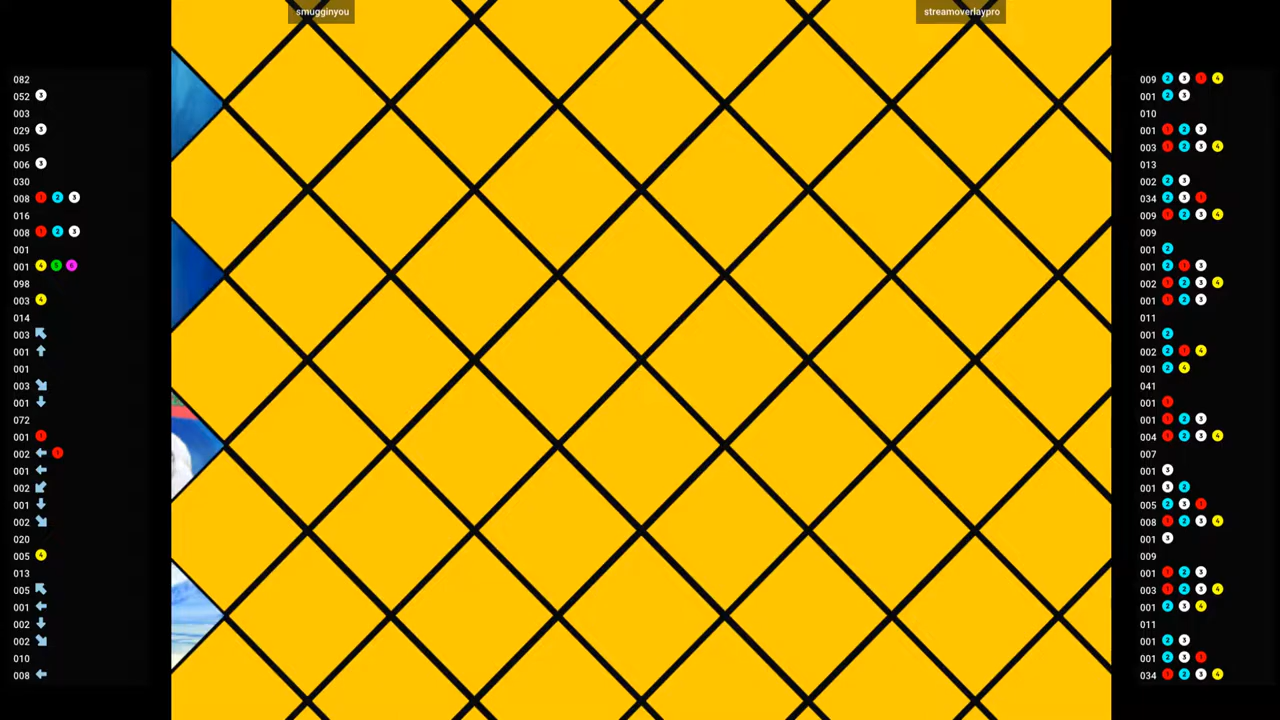 smugginyou
streamoverlaypro
082
052 3
003
029 3
005
006 3
030
008 1 2 3
016
008 1 2 3
001
001 4 5 6
098
003 4
014
003
001
001
003
001
072
001 1
002 1
001
002
001
002
020
005 4
013
005
001
002
002
010
008
009 2 3 1 4
001 2 3
010
001 1 2 3
003 1 2 3 4
013
002 2 3
034 2 3 1
009 1 2 3 4
009
001 2
001 2 1 3
002 1 2 3 4
001 1 2 3
011
001 2
002 2 1 4
001 2 4
041
001 1
001 1 2 3
004 1 2 3 4
007
001 3
001 3 2
005 2 3 1
008 1 2 3 4
001 3
009
001 1 2 3
003 1 2 3 4
001 2 3 4
011
001 2 3
001 2 3 1
034 1 2 3 4